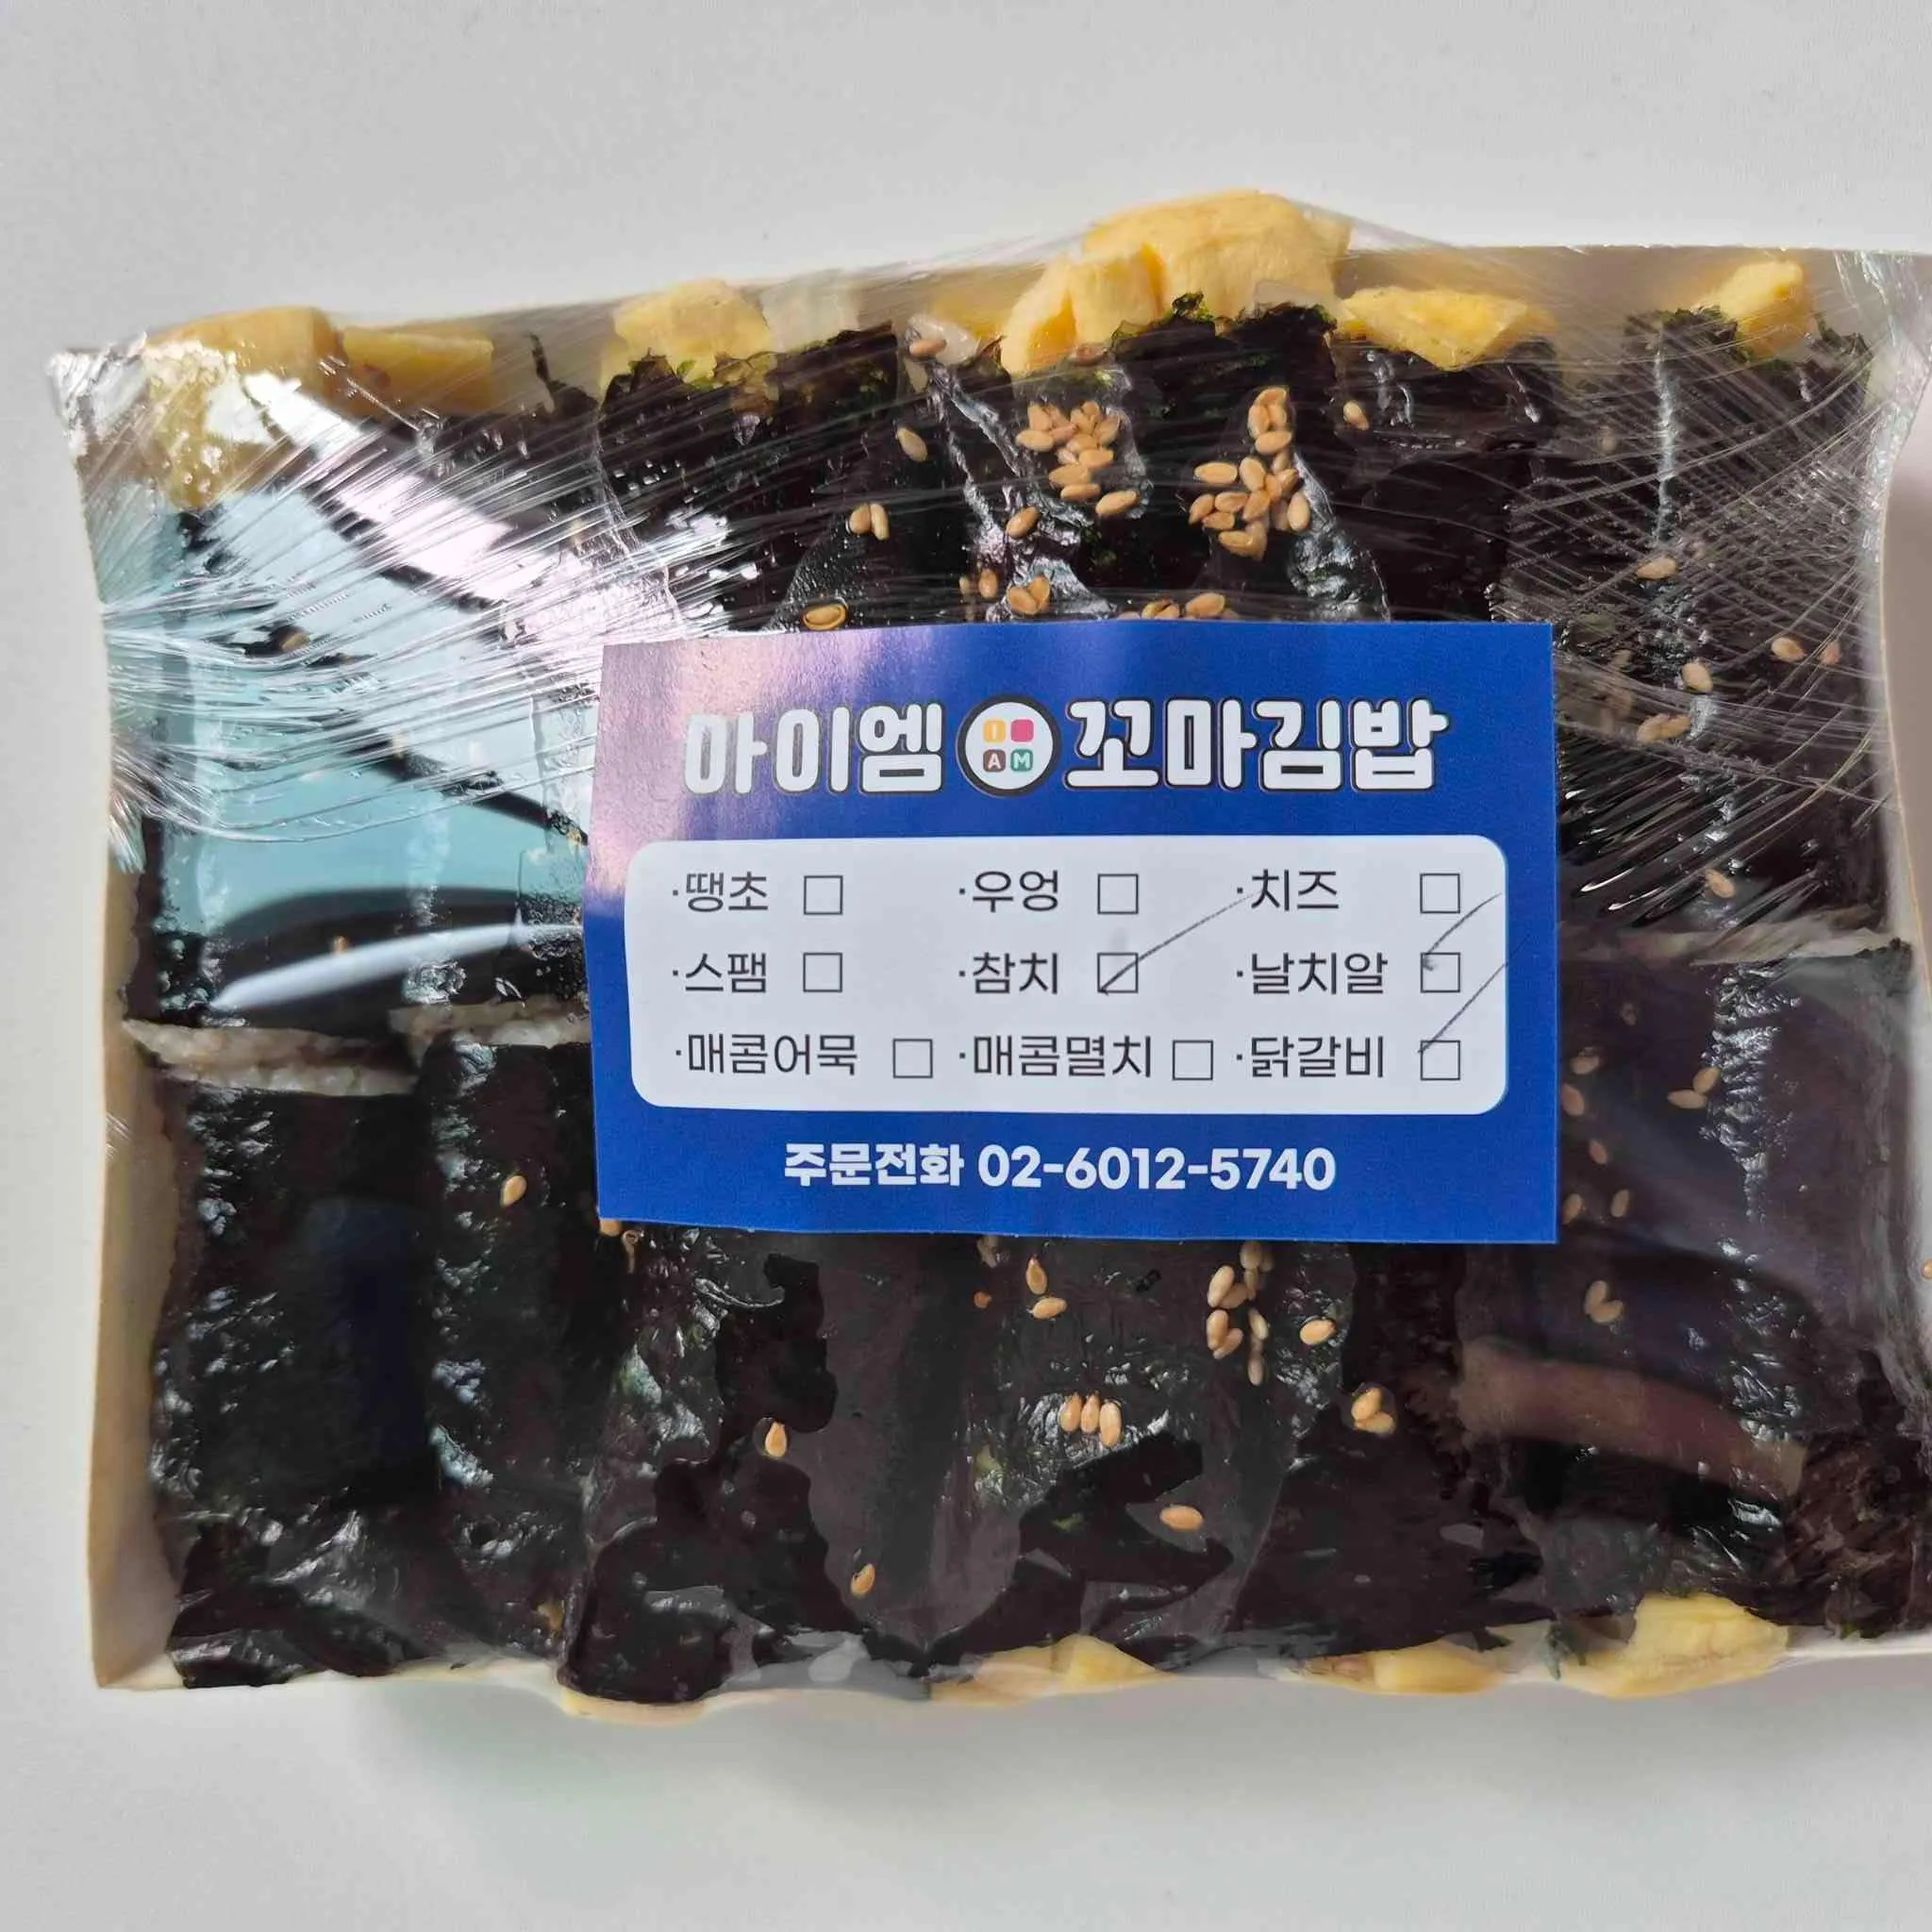 아이엠 I AM 꼬마김밥
·땡초 □ ·우엉 □ ·치즈 □
·스팸 □ ·참치 ☑ ·날치알 ☑
·매콤어묵 □ ·매콤멸치 □ ·닭갈비 ☑
주문전화 02-6012-5740